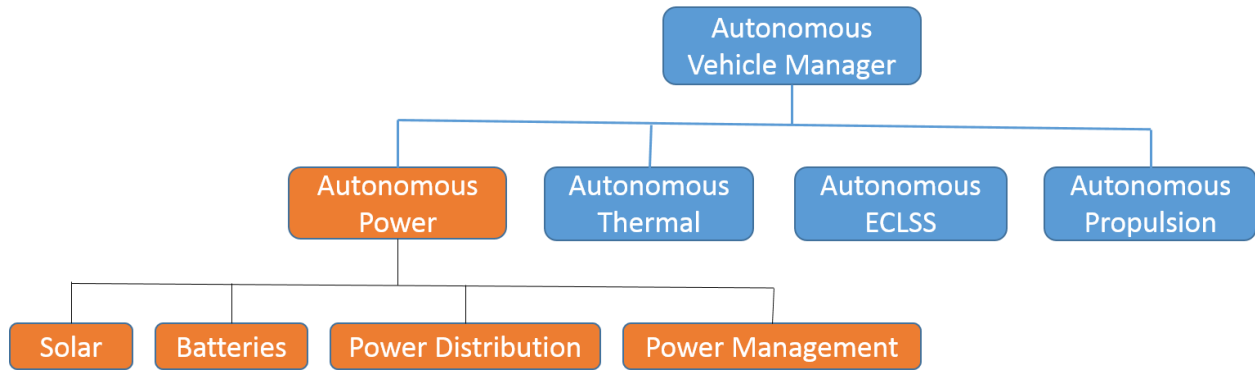 Autonomous
Vehicle Manager
Autonomous
Power
Autonomous
Thermal
Autonomous
ECLSS
Autonomous
Propulsion
Solar
Batteries
Power Distribution
Power Management